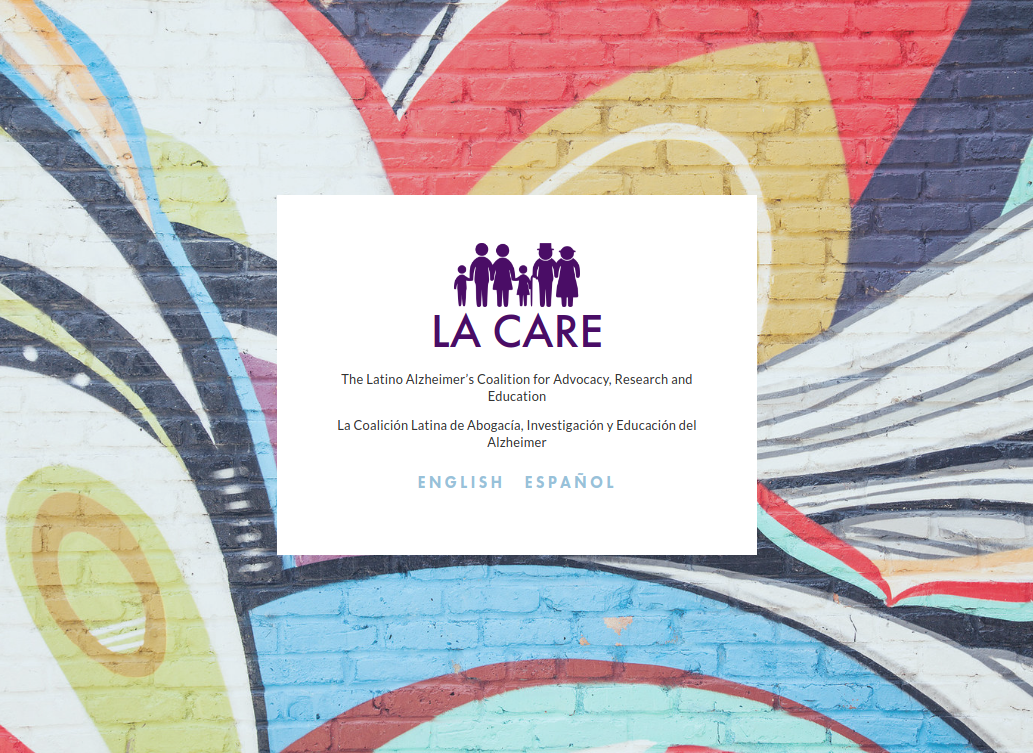 LA CARE
The Latino Alzheimer's Coalition for Advocacy, Research and
Education
La Coalición Latina de Abogacía, Investigación y Educación del
Alzheimer
ENGLISH ESPAÑOL